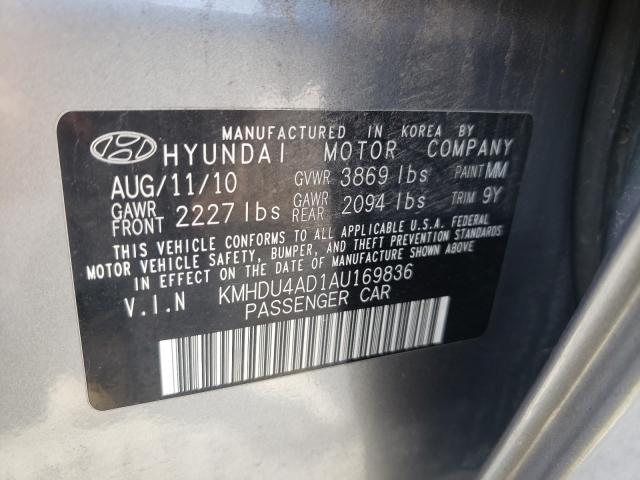 MANUFACTURED IN KOREA BY
HYUNDAI MOTOR COMPANY
AUG/11/10 GVWR 3869 lbs PAINT MM
GAWR FRONT 2227 lbs GAWR REAR 2094 lbs TRIM 9Y
THIS VEHICLE CONFORMS TO ALL APPLICABLE U.S.A. FEDERAL
MOTOR VEHICLE SAFETY, BUMPER, AND THEFT PREVENTION STANDARDS
IN EFFECT ON THE DATE OF MANUFACTURE SHOWN ABOVE.
V.I.N KMHDU4AD1AU169836
PASSENGER CAR